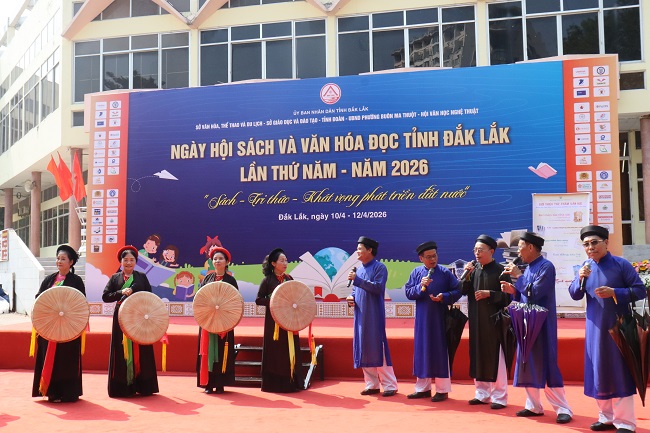 ỦY BAN NHÂN DÂN TỈNH ĐẮK LẮK
SỞ VĂN HÓA, THỂ THAO VÀ DU LỊCH - SỞ GIÁO DỤC VÀ ĐÀO TẠO - TỈNH ĐOÀN - UBND PHƯỜNG BUÔN MA THUỘT - HỘI VĂN HỌC NGHỆ THUẬT
NGÀY HỘI SÁCH VÀ VĂN HÓA ĐỌC TỈNH ĐẮK LẮK
LẦN THỨ NĂM - NĂM 2026
"Sách - Tri thức - Khát vọng phát triển đất nước"
Đắk Lắk, ngày 10/4 - 12/4/2026